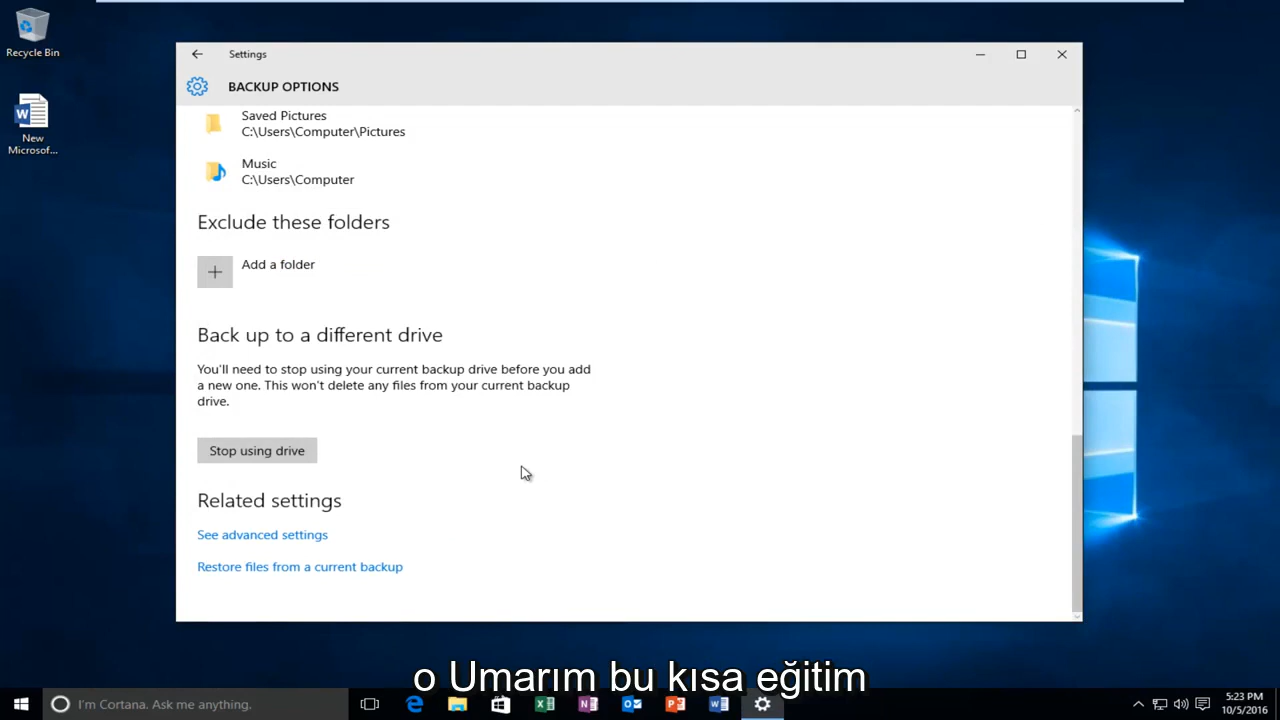 Recycle Bin
New
Microsof...
Settings
BACKUP OPTIONS
Saved Pictures
C:\Users\Computer\Pictures
Music
C:\Users\Computer
Exclude these folders
Add a folder
Back up to a different drive
You'll need to stop using your current backup drive before you add
a new one. This won't delete any files from your current backup
drive.
Stop using drive
Related settings
See advanced settings
Restore files from a current backup
o Umarım bu kısa eğitim
I'm Cortana. Ask me anything.
5:23 PM
10/5/2016